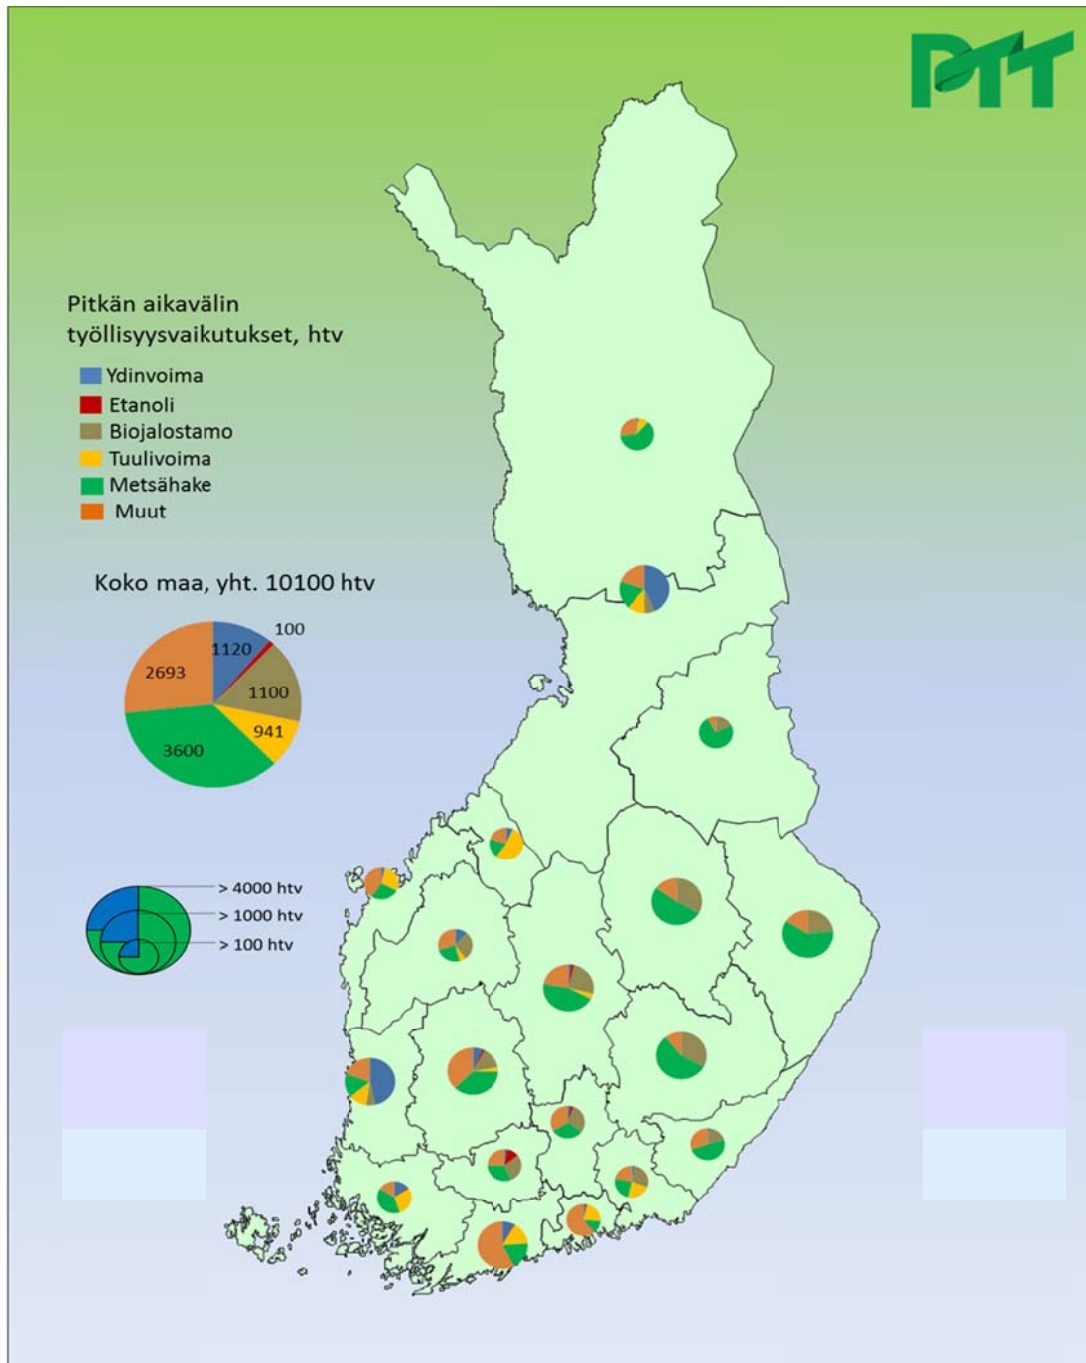 PTT
Pitkän aikavälin
työllisyysvaikutukset, htv
Ydinvoima
Etanoli
Biojalostamo
Tuulivoima
Metsähake
Muut
Koko maa, yht. 10100 htv
100
1120
2693
1100
941
3600
> 4000 htv
> 1000 htv
> 100 htv